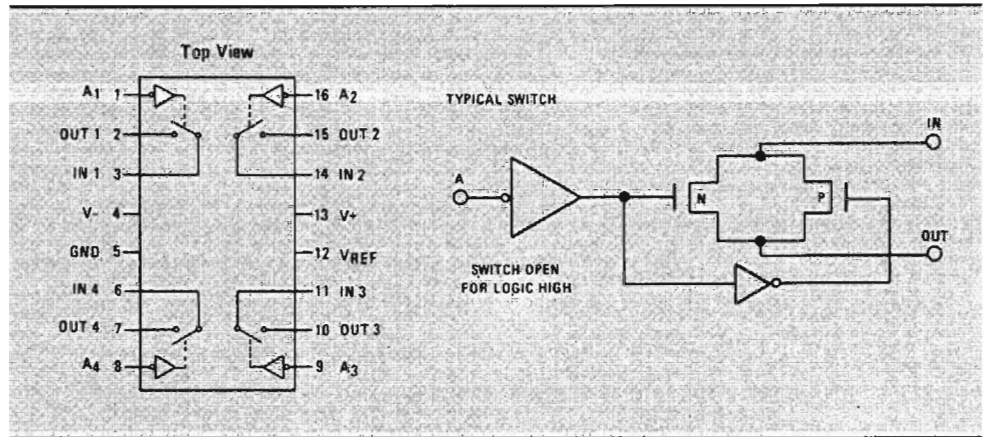 Top View
A1 1 16 A2
OUT 1 2 15 OUT 2
IN 1 3 14 IN 2
V- 4 13 V+
GND 5 12 VREF
IN 4 6 11 IN 3
OUT 4 7 10 OUT 3
A4 8 9 A3
TYPICAL SWITCH
A
N
P
IN
OUT
SWITCH OPEN
FOR LOGIC HIGH